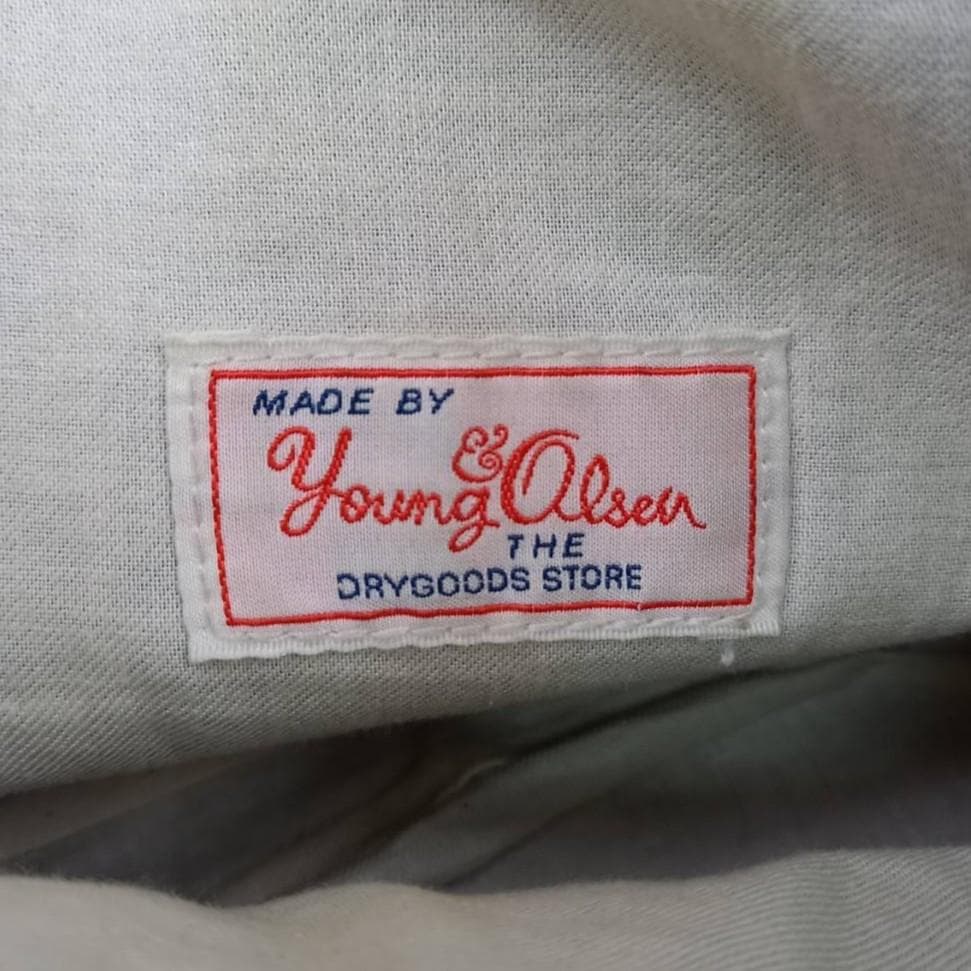 MADE BY
Young & Olsen
THE
DRYGOODS STORE